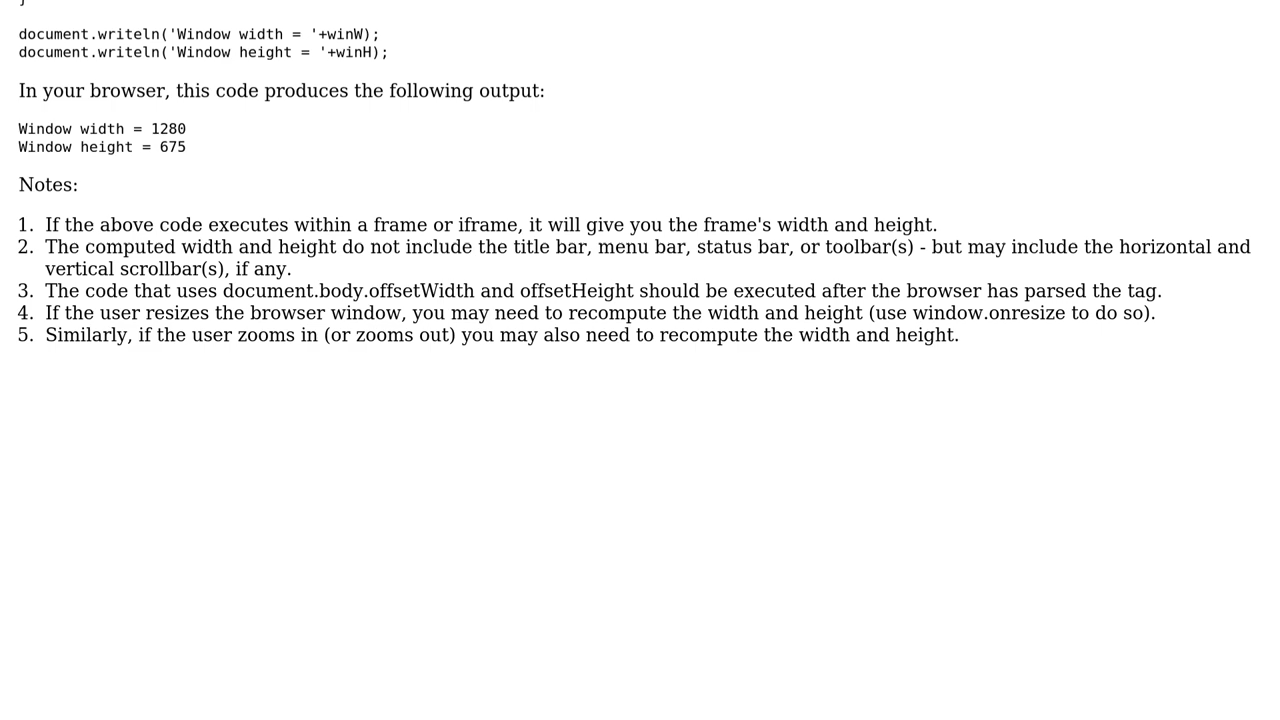 }
document.writeln('Window width = '+winW);
document.writeln('Window height = '+winH);
In your browser, this code produces the following output:
Window width = 1280
Window height = 675
Notes:
1. If the above code executes within a frame or iframe, it will give you the frame's width and height.
2. The computed width and height do not include the title bar, menu bar, status bar, or toolbar(s) - but may include the horizontal and
vertical scrollbar(s), if any.
3. The code that uses document.body.offsetWidth and offsetHeight should be executed after the browser has parsed the tag.
4. If the user resizes the browser window, you may need to recompute the width and height (use window.onresize to do so).
5. Similarly, if the user zooms in (or zooms out) you may also need to recompute the width and height.